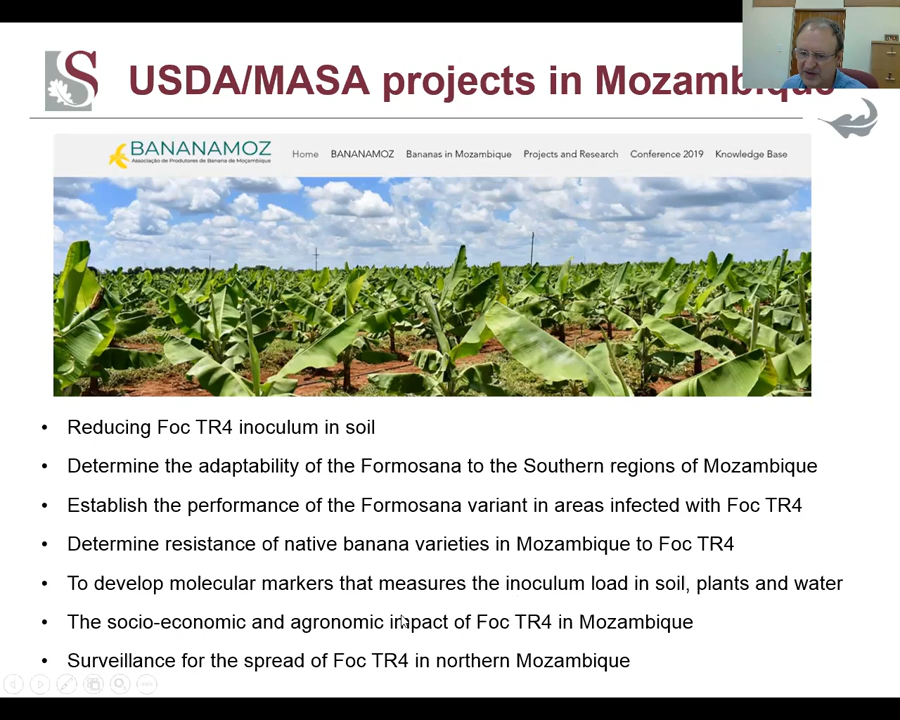 S
USDA/MASA projects in Mozambique
BANANAMOZ
Associação de Produtores de Banana de Moçambique
Home BANANAMOZ Bananas in Mozambique Projects and Research Conference 2019 Knowledge Base
• Reducing Foc TR4 inoculum in soil
• Determine the adaptability of the Formosana to the Southern regions of Mozambique
• Establish the performance of the Formosana variant in areas infected with Foc TR4
• Determine resistance of native banana varieties in Mozambique to Foc TR4
• To develop molecular markers that measures the inoculum load in soil, plants and water
• The socio-economic and agronomic impact of Foc TR4 in Mozambique
• Surveillance for the spread of Foc TR4 in northern Mozambique